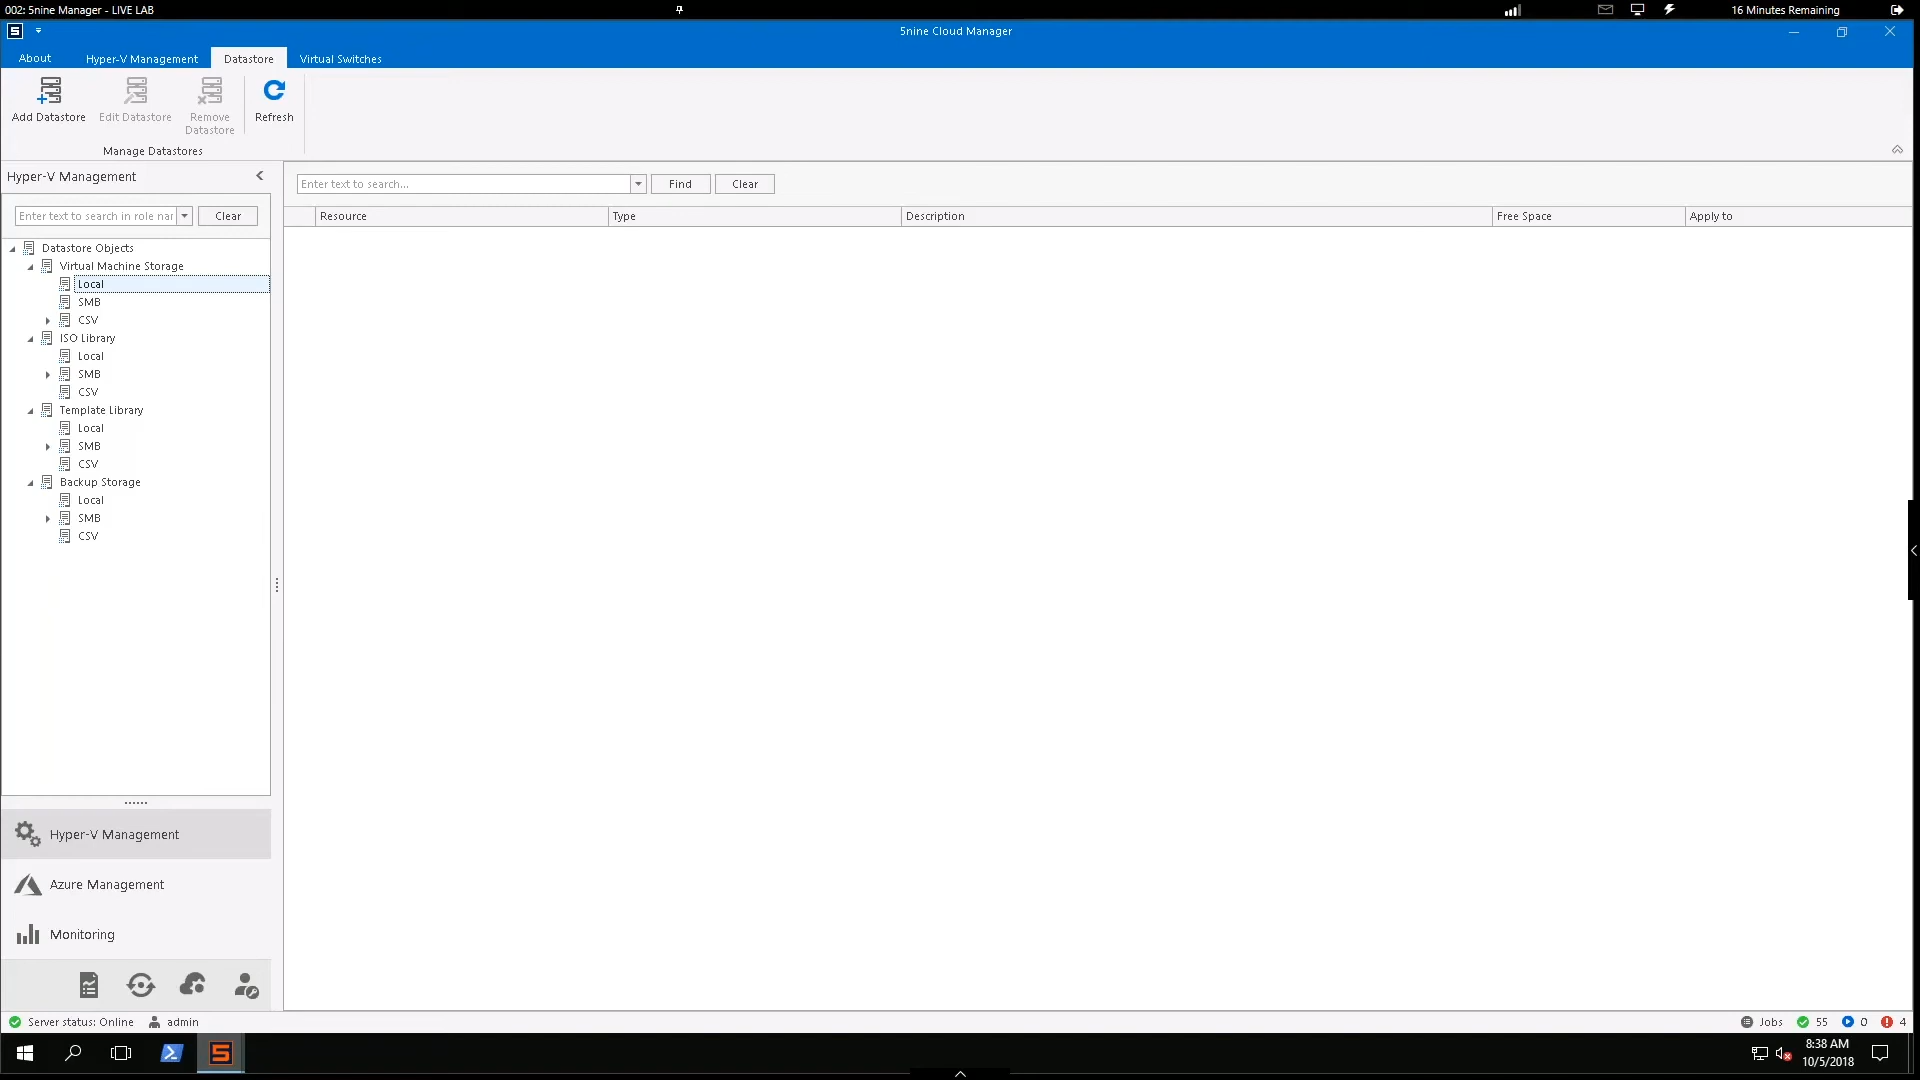 002: 5nine Manager - LIVE LAB
16 Minutes Remaining
5nine Cloud Manager
About
Hyper-V Management
Datastore
Virtual Switches
Add Datastore
Edit Datastore
Remove
Datastore
Refresh
Manage Datastores
Hyper-V Management
Enter text to search...
Find
Clear
Enter text to search in role nar
Clear
Resource
Type
Description
Free Space
Apply to
Datastore Objects
Virtual Machine Storage
Local
SMB
CSV
ISO Library
Local
SMB
CSV
Template Library
Local
SMB
CSV
Backup Storage
Local
SMB
CSV
Hyper-V Management
Azure Management
Monitoring
Server status: Online
admin
Jobs
55
0
4
8:38 AM
10/5/2018